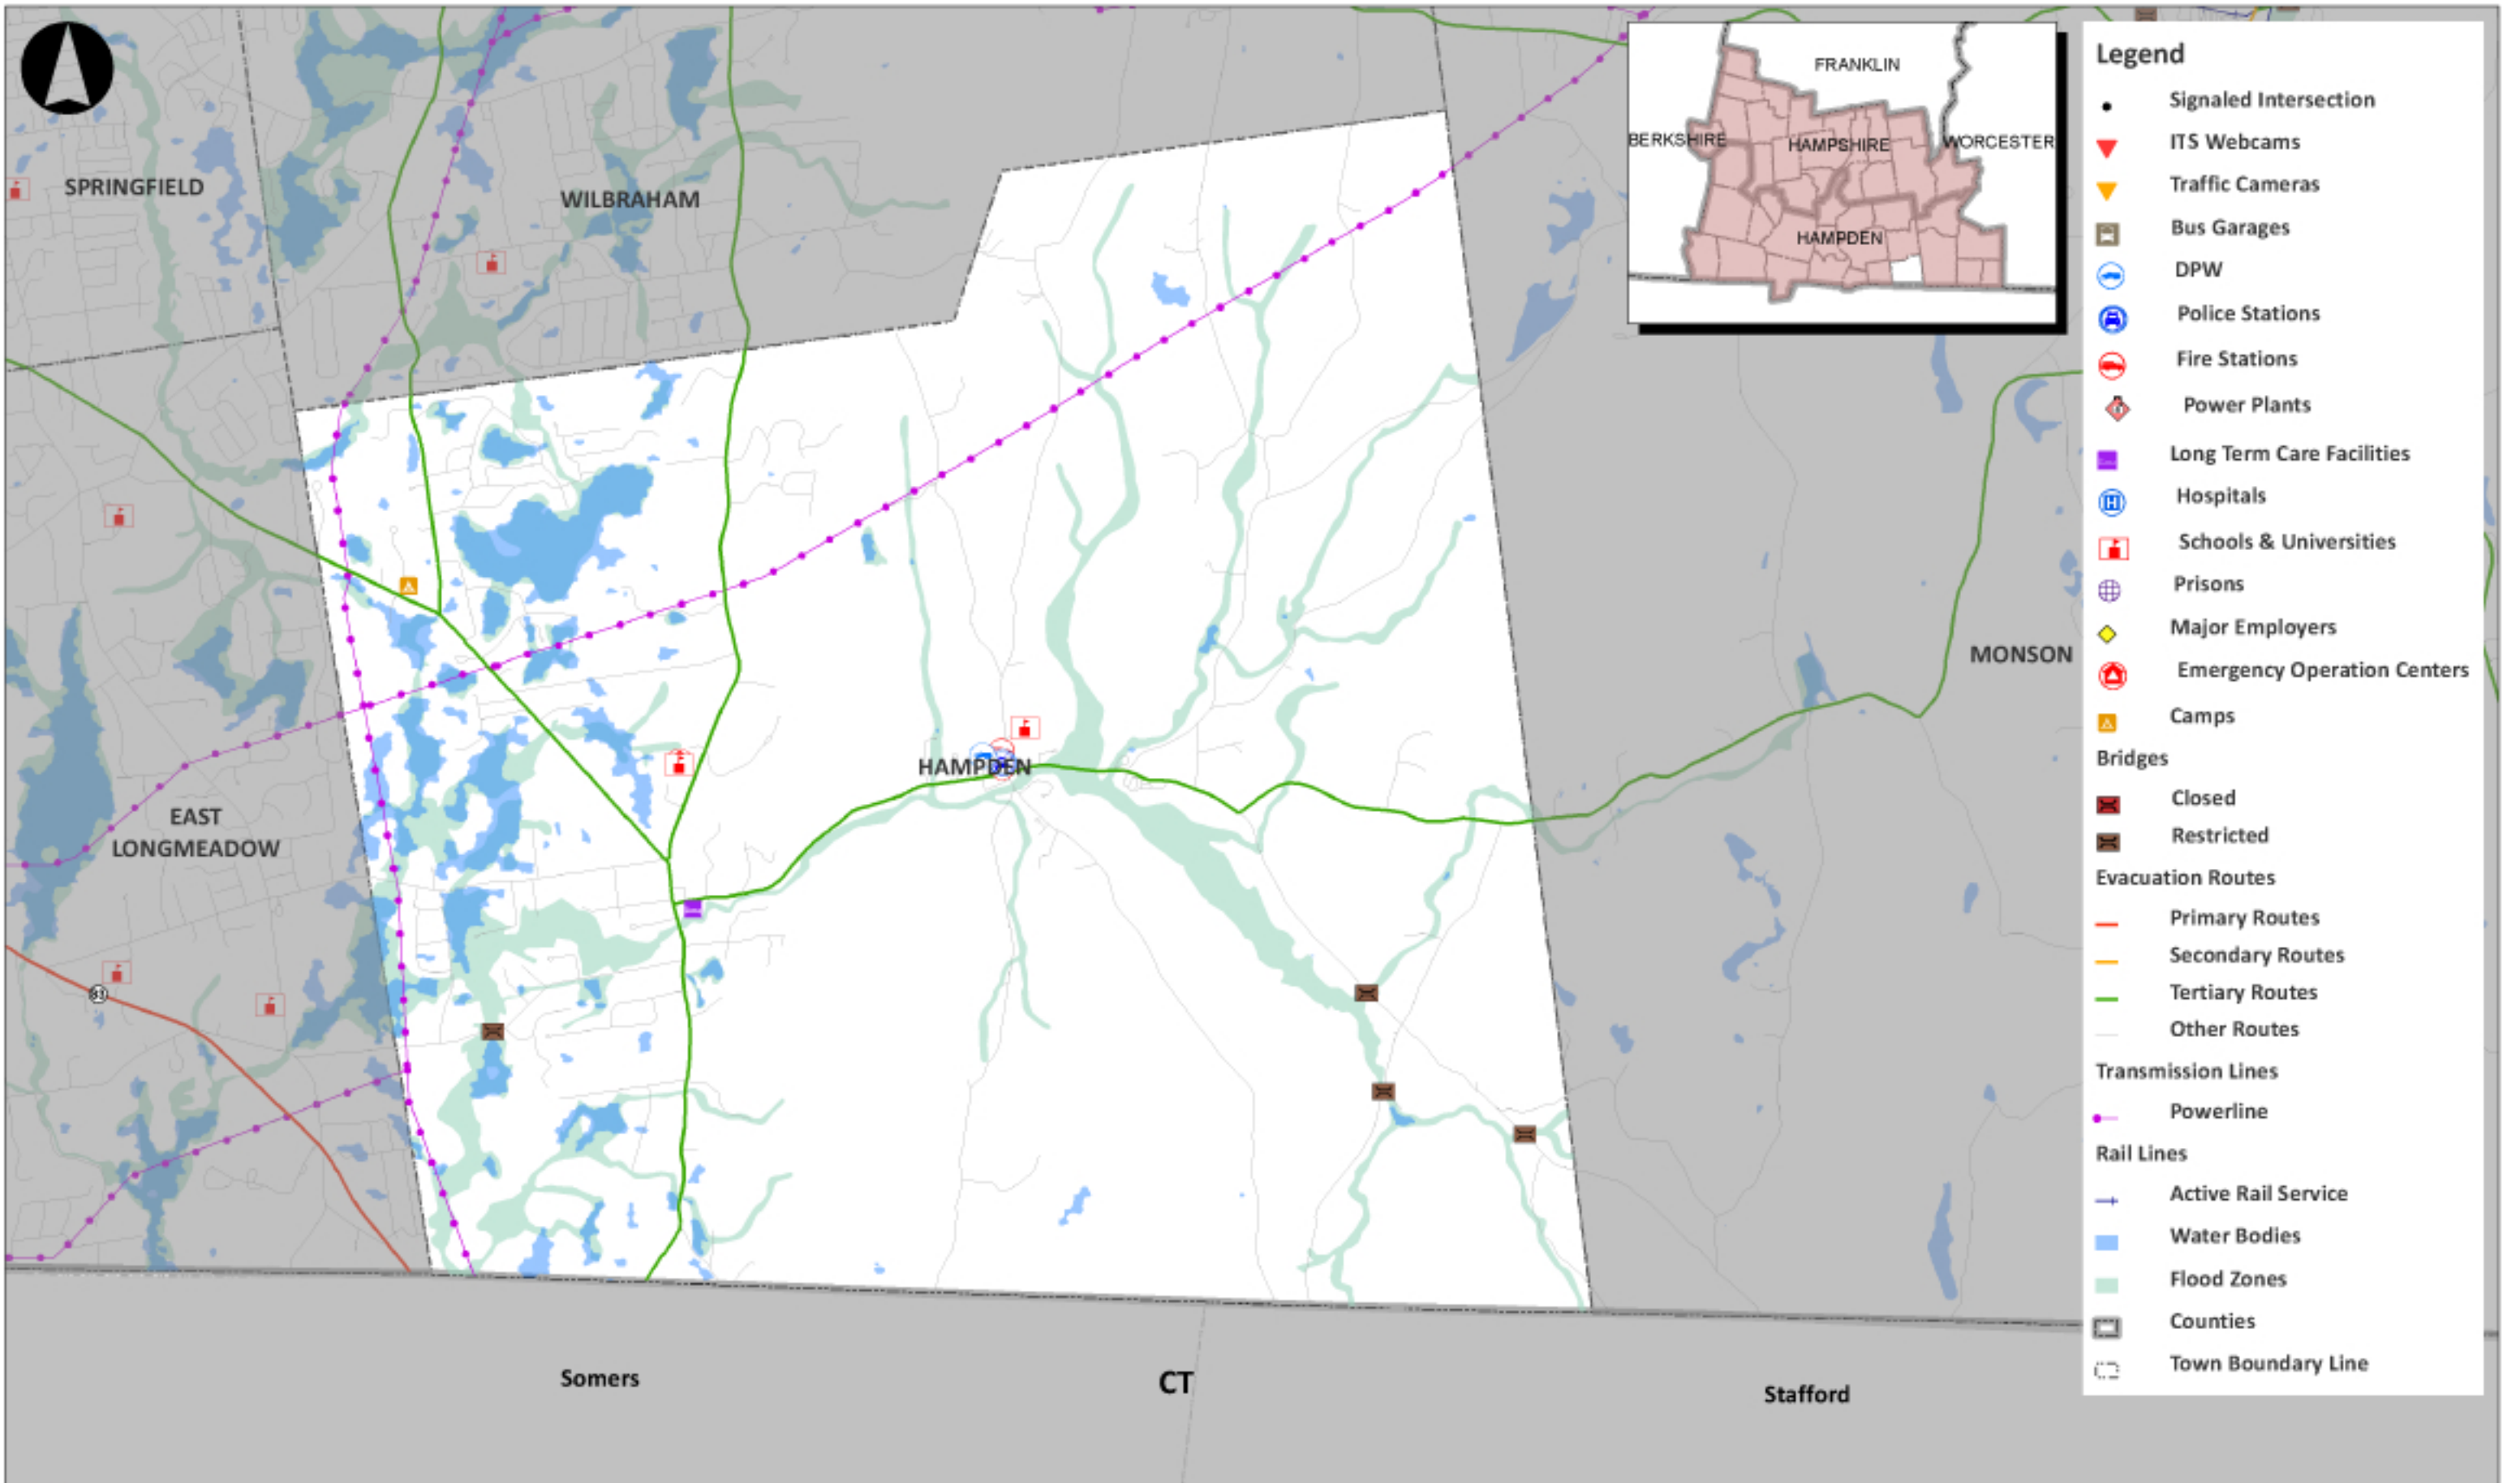 SPRINGFIELD
WILBRAHAM
EAST
LONGMEADOW
83
HAMPDEN
MONSON
Somers
CT
Stafford
FRANKLIN
BERKSHIRE
HAMPSHIRE
WORCESTER
HAMPDEN
Legend
Signaled Intersection
ITS Webcams
Traffic Cameras
Bus Garages
DPW
Police Stations
Fire Stations
Power Plants
Long Term Care Facilities
H
Hospitals
Schools & Universities
Prisons
Major Employers
Emergency Operation Centers
Camps
Bridges
Closed
Restricted
Evacuation Routes
Primary Routes
Secondary Routes
Tertiary Routes
Other Routes
Transmission Lines
Powerline
Rail Lines
Active Rail Service
Water Bodies
Flood Zones
Counties
Town Boundary Line